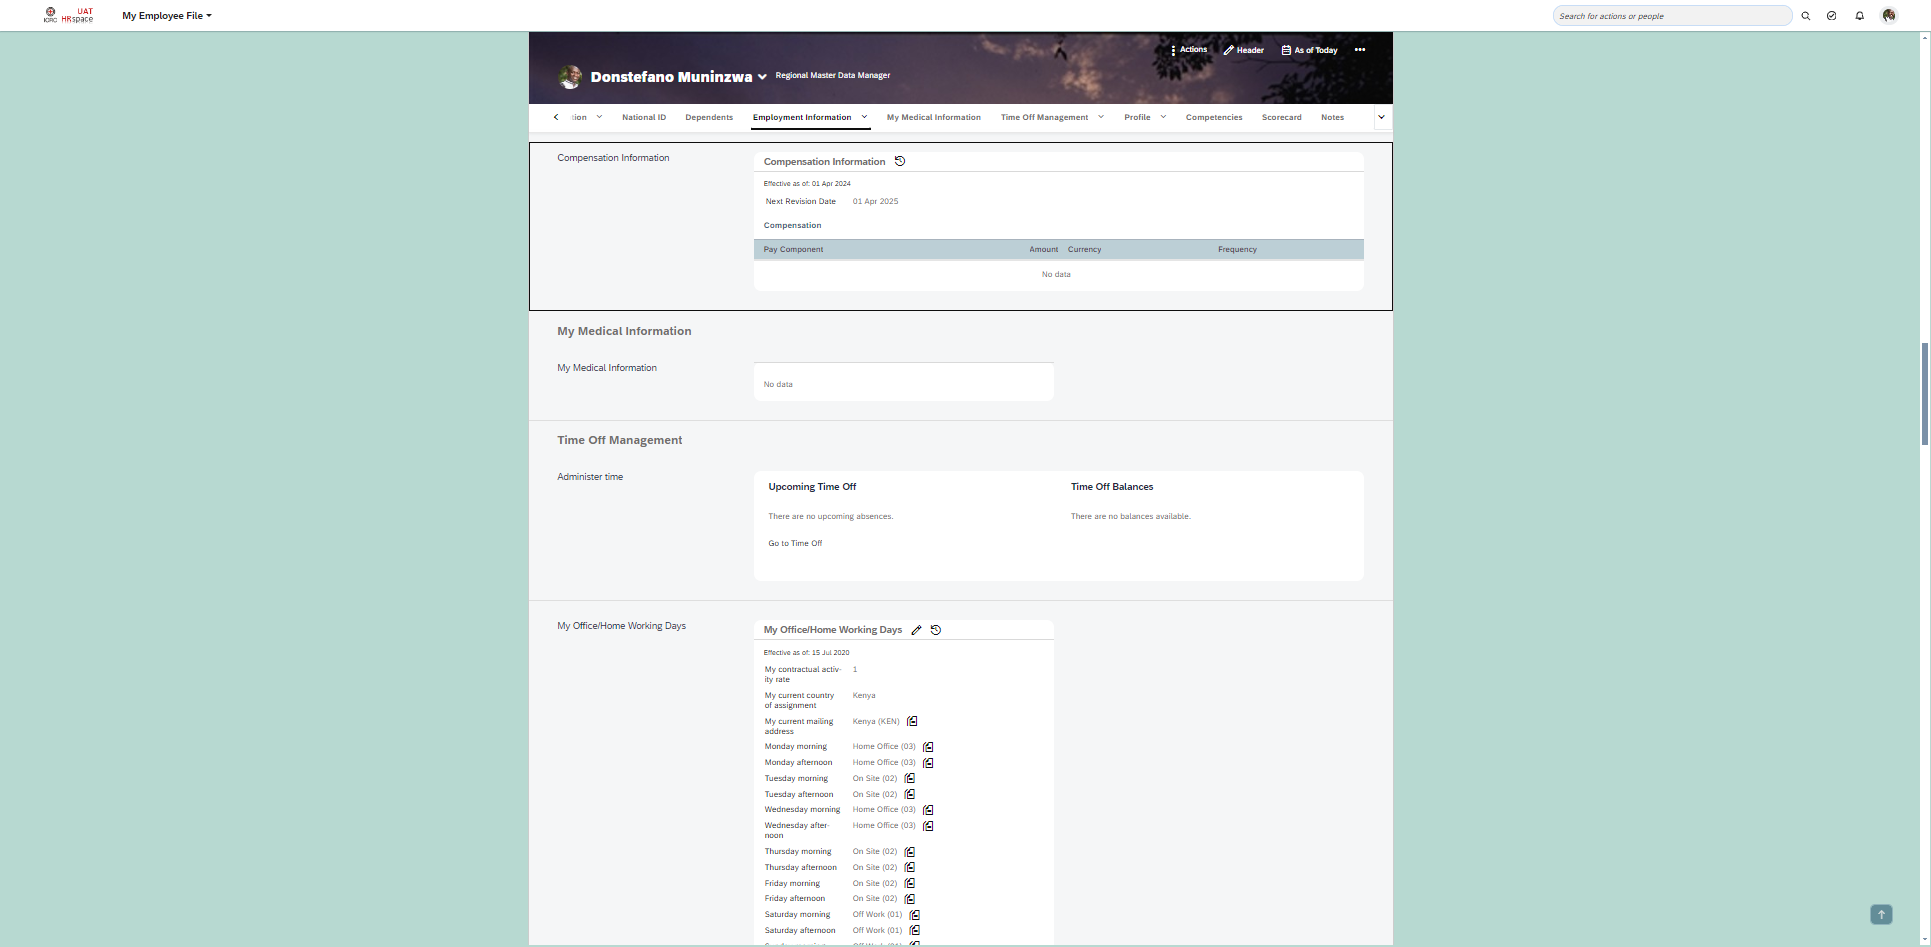 ICRC
UAT
HRspace
My Employee File
Search for actions or people
Actions
Header
As of Today
Donstefano Muninzwa
Regional Master Data Manager
tion
National ID
Dependents
Employment Information
My Medical Information
Time Off Management
Profile
Competencies
Scorecard
Notes
Compensation Information
Compensation Information
Effective as of: 01 Apr 2024
Next Revision Date 01 Apr 2025
Compensation
Pay Component Amount Currency Frequency
No data
My Medical Information
My Medical Information
No data
Time Off Management
Administer time
Upcoming Time Off
There are no upcoming absences.
Go to Time Off
Time Off Balances
There are no balances available.
My Office/Home Working Days
My Office/Home Working Days
Effective as of: 15 Jul 2020
My contractual activ-
ity rate
1
My current country
of assignment
Kenya
My current mailing
address
Kenya (KEN)
Monday morning Home Office (03)
Monday afternoon Home Office (03)
Tuesday morning On Site (02)
Tuesday afternoon On Site (02)
Wednesday morning Home Office (03)
Wednesday after-
noon
Home Office (03)
Thursday morning On Site (02)
Thursday afternoon On Site (02)
Friday morning On Site (02)
Friday afternoon On Site (02)
Saturday morning Off Work (01)
Saturday afternoon Off Work (01)